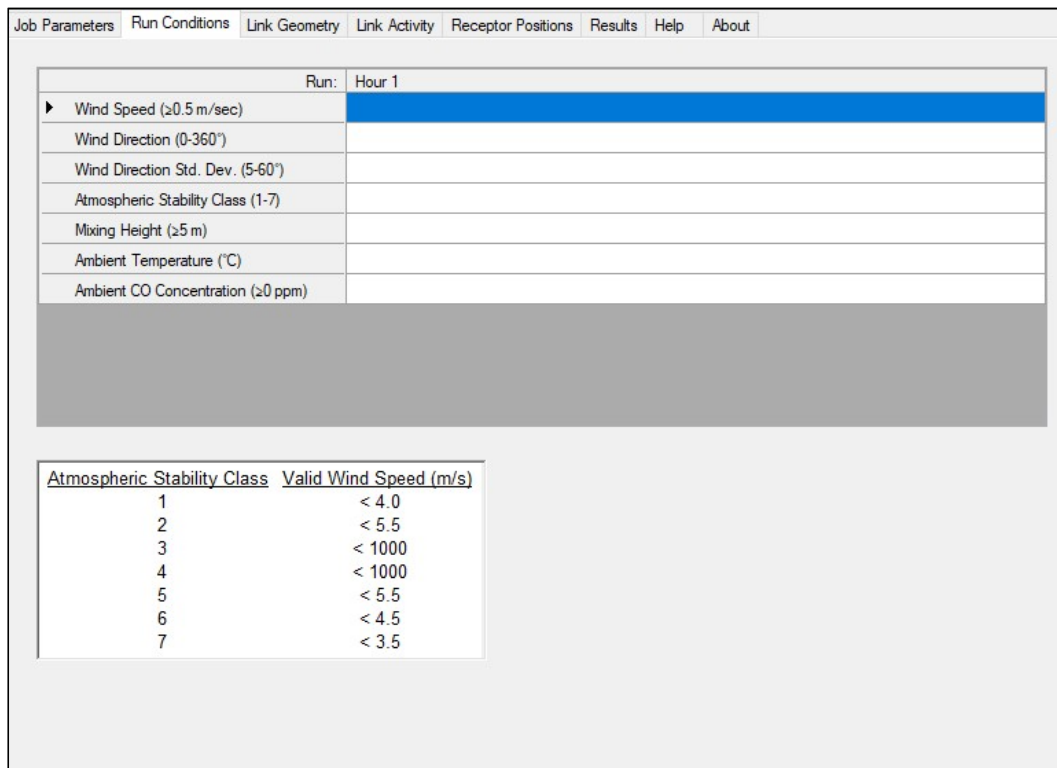 Job Parameters Run Conditions Link Geometry Link Activity Receptor Positions Results Help About
Run: Hour 1
Wind Speed (≥0.5 m/sec)
Wind Direction (0-360°)
Wind Direction Std. Dev. (5-60°)
Atmospheric Stability Class (1-7)
Mixing Height (≥5 m)
Ambient Temperature (°C)
Ambient CO Concentration (≥0 ppm)
Atmospheric Stability Class Valid Wind Speed (m/s)
1 < 4.0
2 < 5.5
3 < 1000
4 < 1000
5 < 5.5
6 < 4.5
7 < 3.5